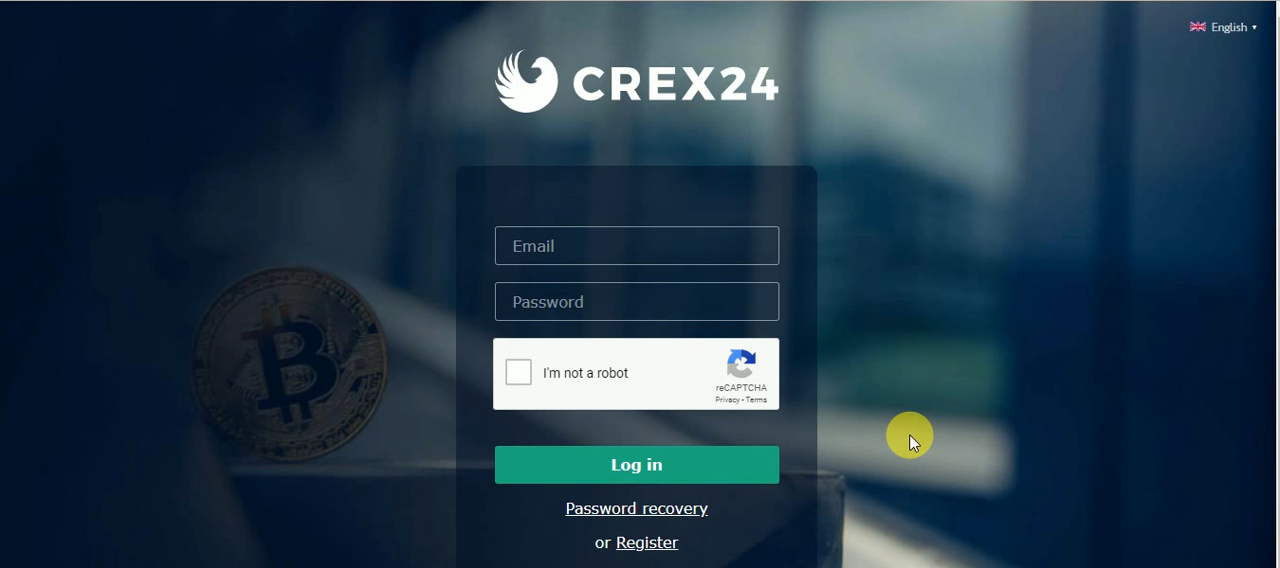 English
CREX24
Email
Password
I'm not a robot
reCAPTCHA
Privacy - Terms
Log in
Password recovery
or Register